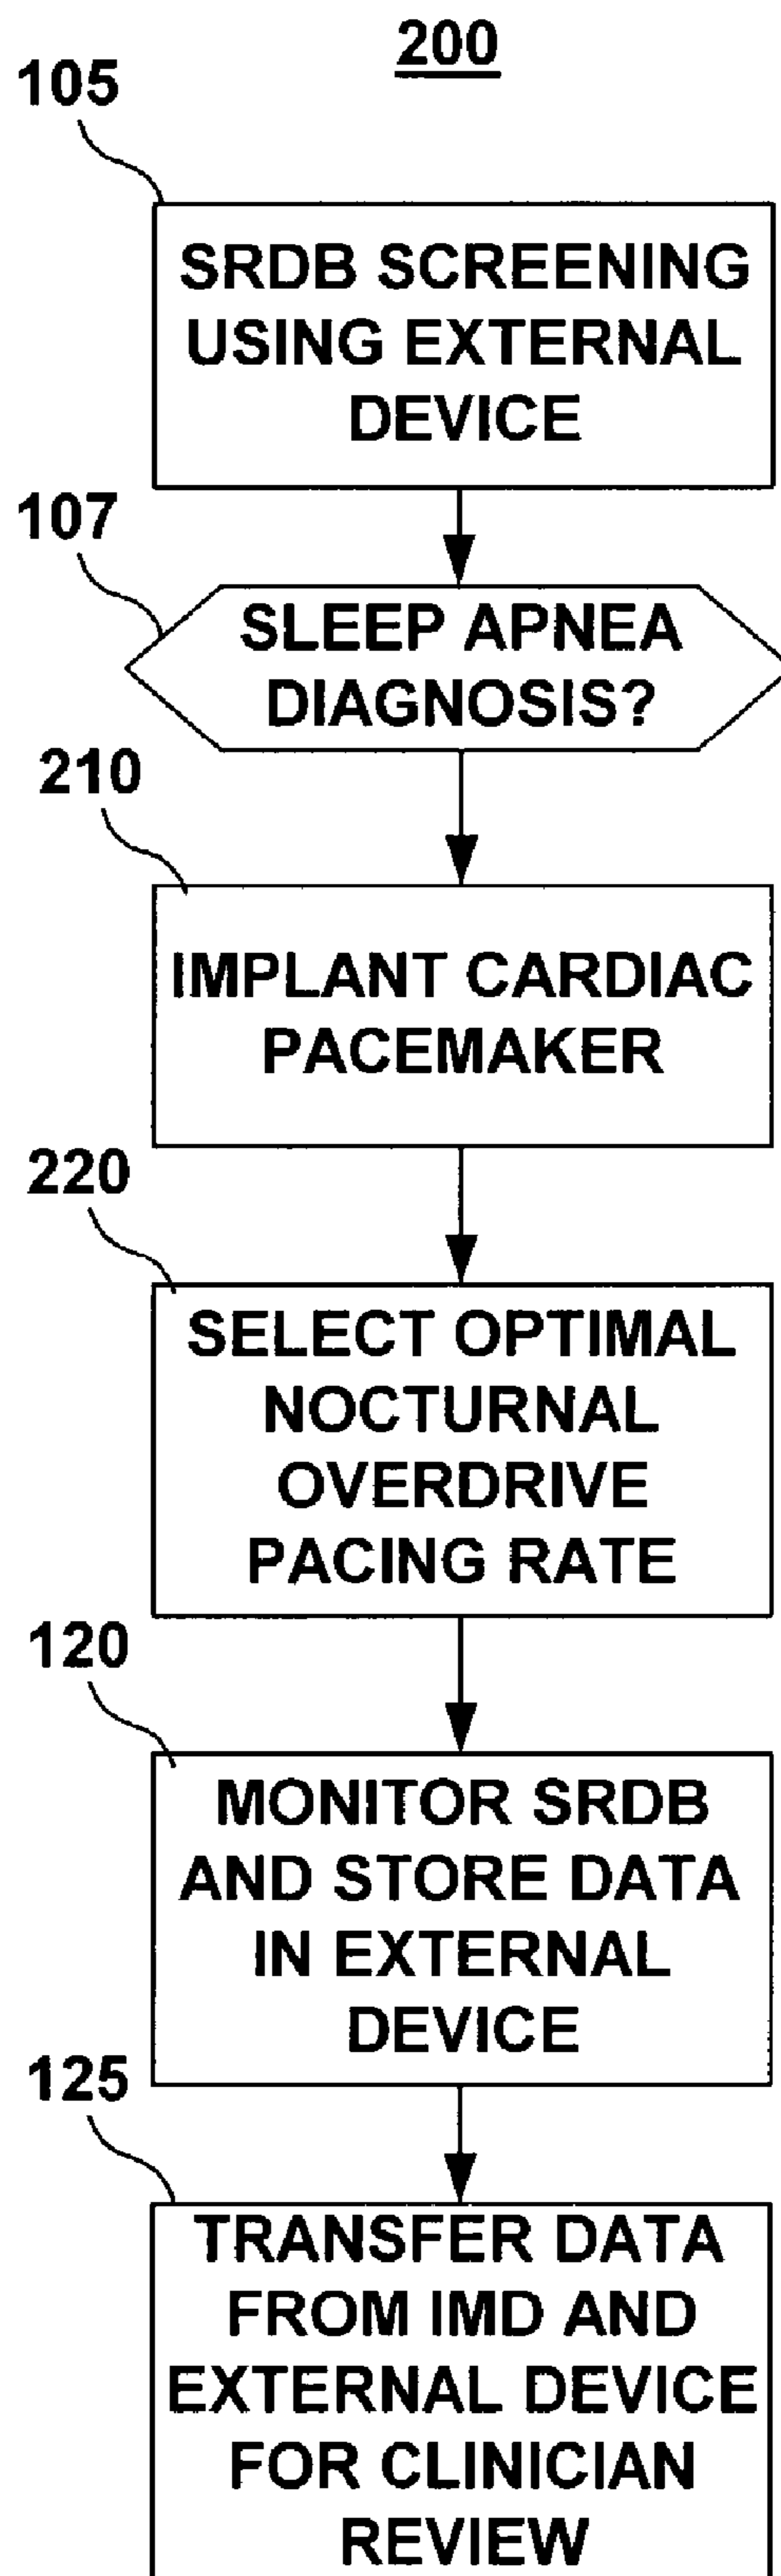 200
105
SRDB SCREENING
USING EXTERNAL
DEVICE
107
SLEEP APNEA
DIAGNOSIS?
210
IMPLANT CARDIAC
PACEMAKER
220
SELECT OPTIMAL
NOCTURNAL
OVERDRIVE
PACING RATE
120
MONITOR SRDB
AND STORE DATA
IN EXTERNAL
DEVICE
125
TRANSFER DATA
FROM IMD AND
EXTERNAL DEVICE
FOR CLINICIAN
REVIEW